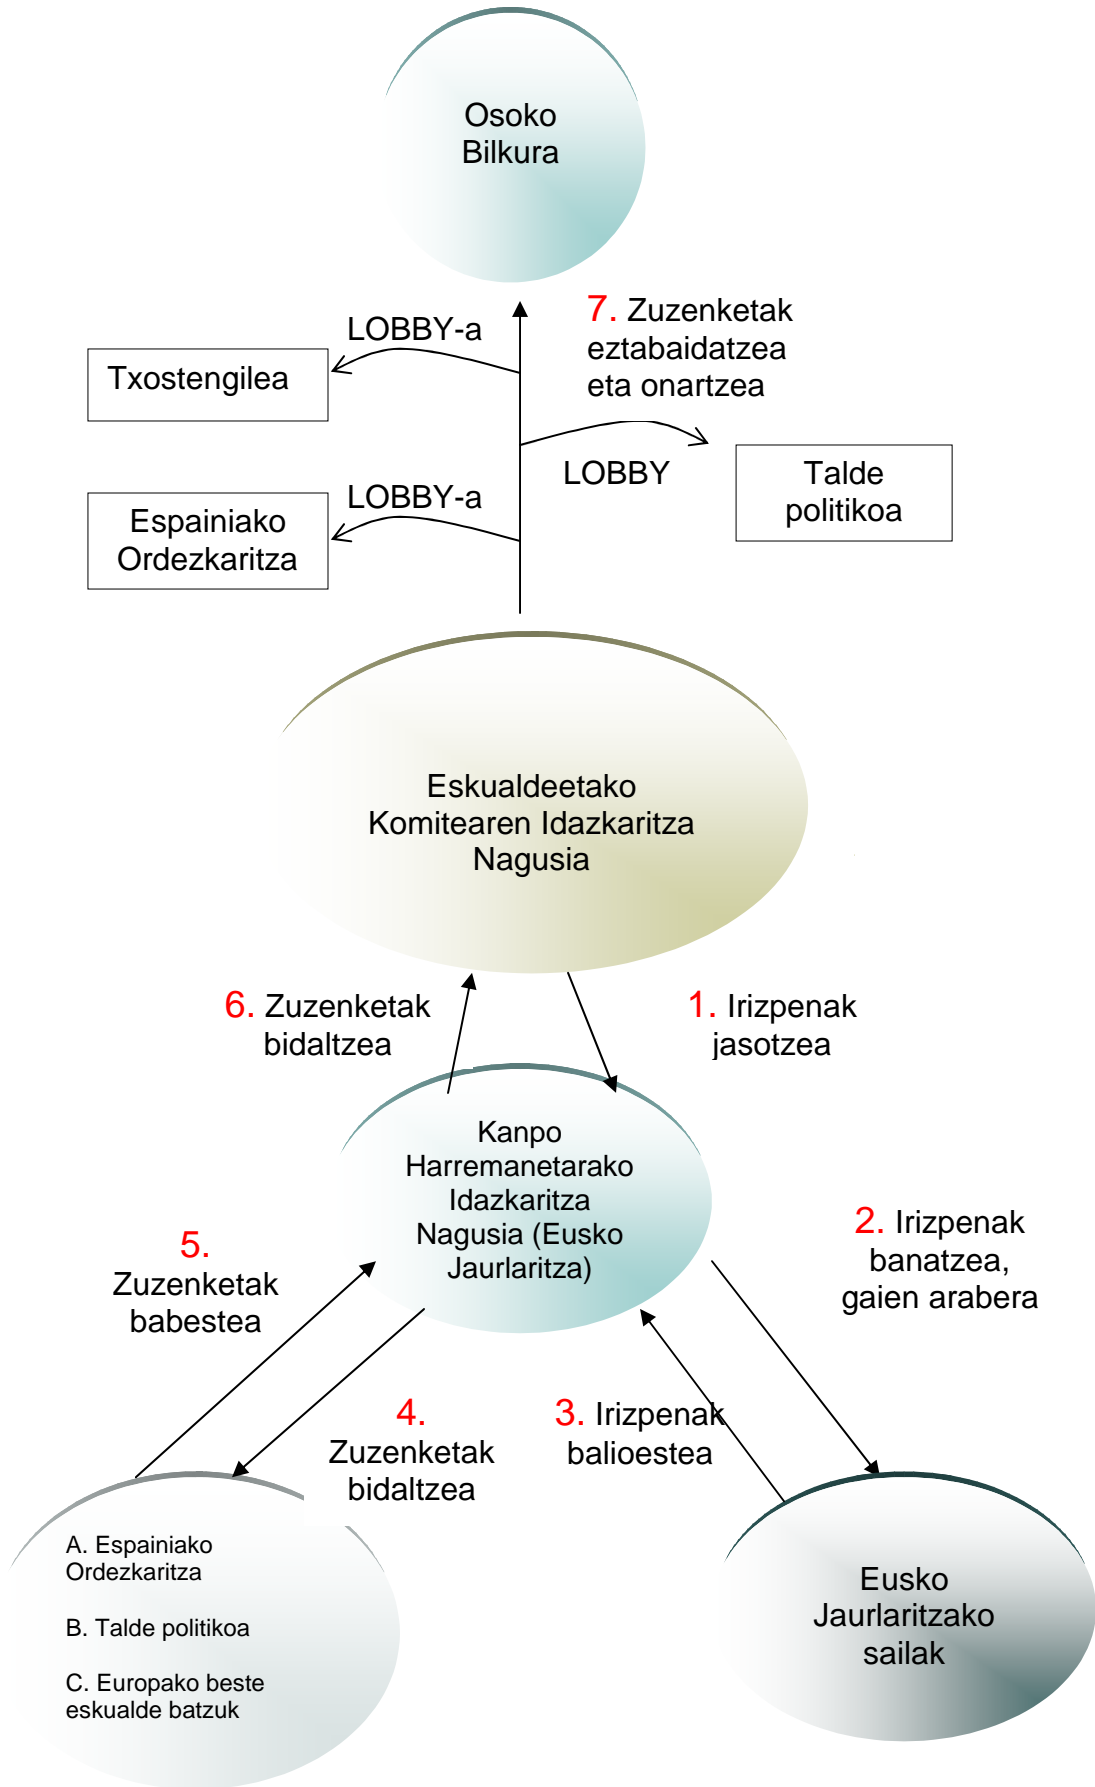 Osoko
Bilkura
LOBBY-a
7. Zuzenketak
eztabaidatzea
eta onartzea
Txostengilea
LOBBY
Talde
politikoa
LOBBY-a
Espainiako
Ordezkaritza
Eskualdeetako
Komitearen Idazkaritza
Nagusia
6. Zuzenketak
bidaltzea
1. Irizpenak
jasotzea
Kanpo
Harremanetarako
Idazkaritza
Nagusia (Eusko
Jaurlaritza)
2. Irizpenak
banatzea,
gaien arabera
5.
Zuzenketak
babestea
4.
Zuzenketak
bidaltzea
3. Irizpenak
balioestea
A. Espainiako
Ordezkaritza
B. Talde politikoa
C. Europako beste
eskualde batzuk
Eusko
Jaurlaritzako
sailak